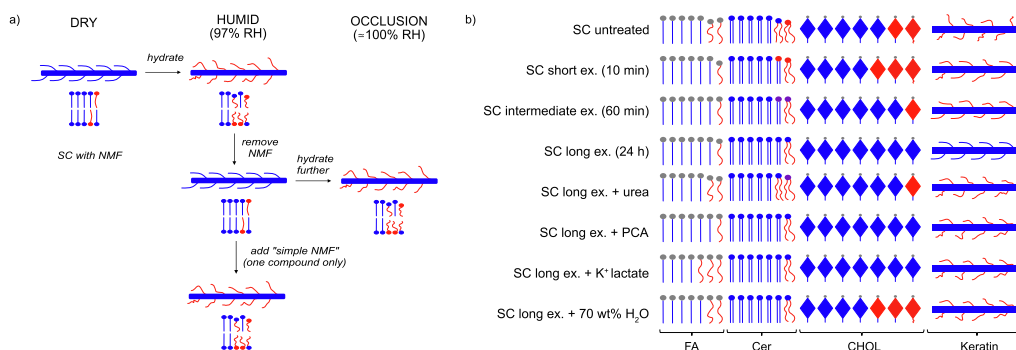 a)
DRY
HUMID
(97% RH)
OCCLUSION
(≈100% RH)
hydrate
SC with NMF
remove
NMF
hydrate
further
add "simple NMF"
(one compound only)
b)
SC untreated
SC short ex. (10 min)
SC intermediate ex. (60 min)
SC long ex. (24 h)
SC long ex. + urea
SC long ex. + PCA
SC long ex. + K⁺ lactate
SC long ex. + 70 wt% H₂O
FA
Cer
CHOL
Keratin